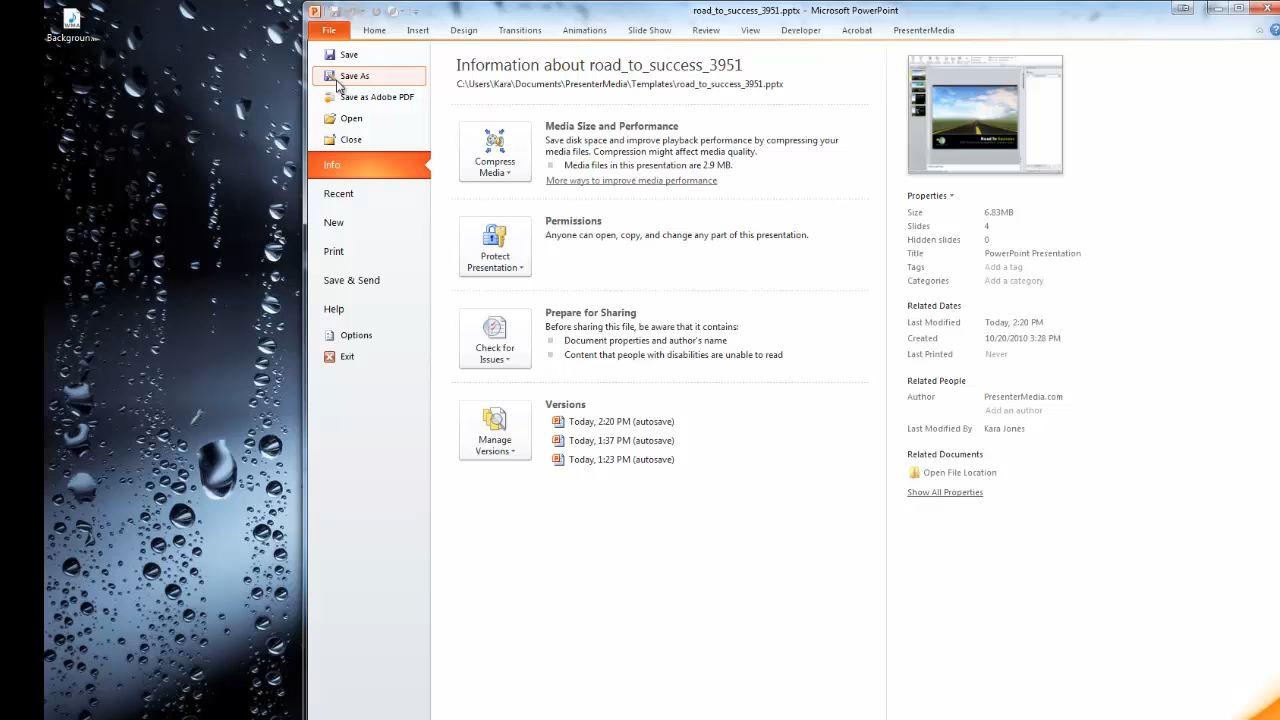 WMA
Backgroun...
road_to_success_3951.pptx - Microsoft PowerPoint
File Home Insert Design Transitions Animations Slide Show Review View Developer Acrobat PresenterMedia
Save
Save As
Save as Adobe PDF
Open
Close
Info
Recent
New
Print
Save & Send
Help
Options
Exit
Information about road_to_success_3951
C:\Users\Kara\Documents\PresenterMedia\Templates\road_to_success_3951.pptx
Compress
Media
Media Size and Performance
Save disk space and improve playback performance by compressing your
media files. Compression might affect media quality.
Media files in this presentation are 2.9 MB.
More ways to improve media performance
Protect
Presentation
Permissions
Anyone can open, copy, and change any part of this presentation.
Check for
Issues
Prepare for Sharing
Before sharing this file, be aware that it contains:
Document properties and author's name
Content that people with disabilities are unable to read
Manage
Versions
Versions
Today, 2:20 PM (autosave)
Today, 1:37 PM (autosave)
Today, 1:23 PM (autosave)
Properties
Size 6.83MB
Slides 4
Hidden slides 0
Title PowerPoint Presentation
Tags Add a tag
Categories Add a category
Related Dates
Last Modified Today, 2:20 PM
Created 10/20/2010 3:28 PM
Last Printed Never
Related People
Author PresenterMedia.com
Add an author
Last Modified By Kara Jones
Related Documents
Open File Location
Show All Properties